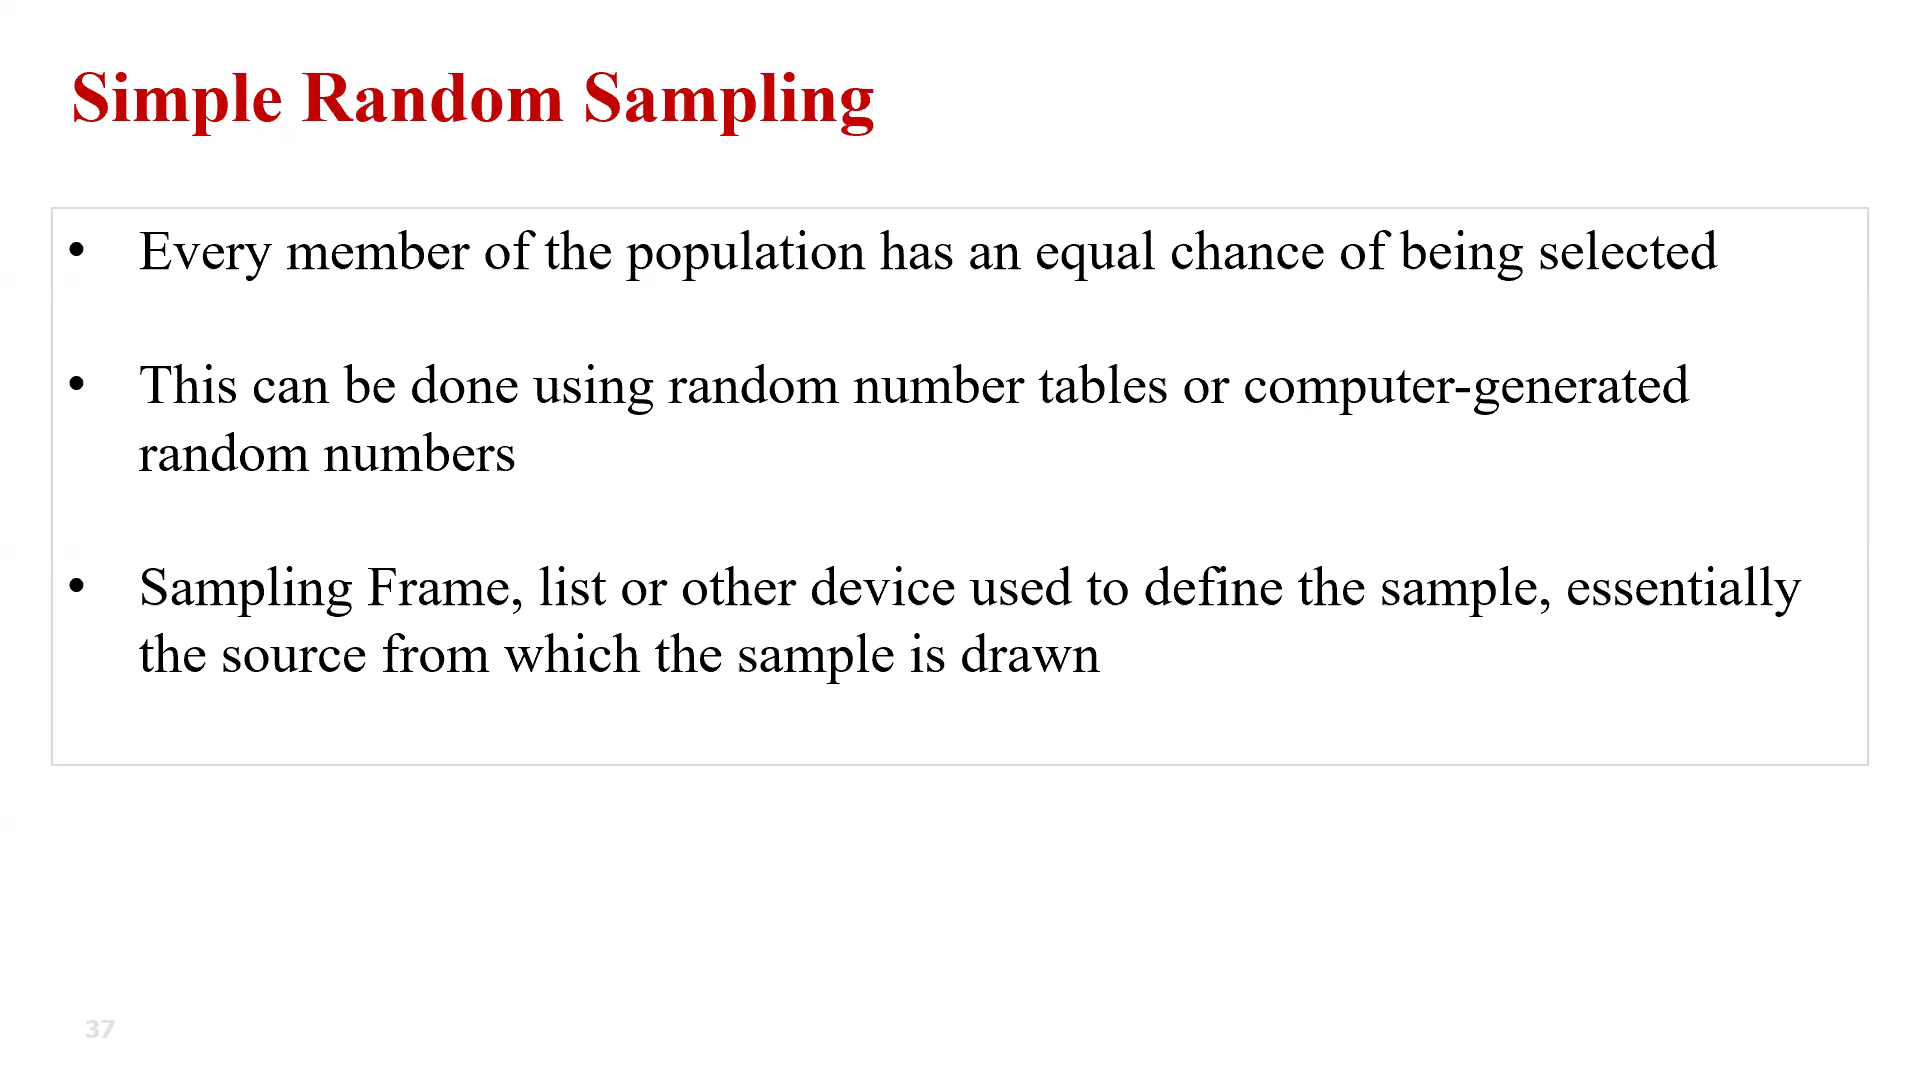 Simple Random Sampling
• Every member of the population has an equal chance of being selected
• This can be done using random number tables or computer-generated
random numbers
• Sampling Frame, list or other device used to define the sample, essentially
the source from which the sample is drawn
37